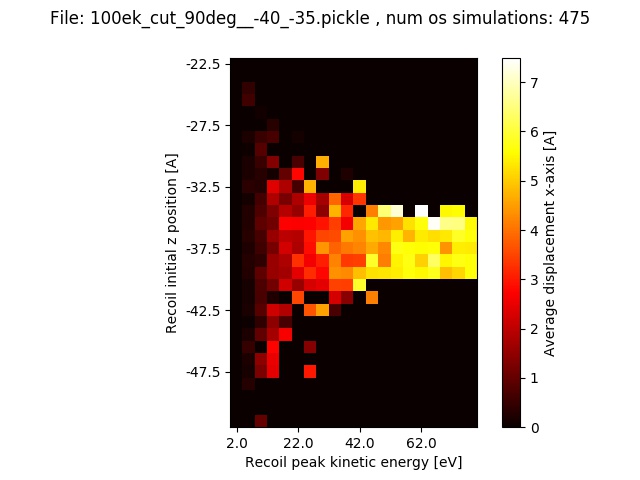 File: 100ek_cut_90deg__-40_-35.pickle , num os simulations: 475
-22.5
-27.5
-32.5
-37.5
-42.5
-47.5
Recoil initial z position [A]
2.0 22.0 42.0 62.0
Recoil peak kinetic energy [eV]
7
6
5
4
3
2
1
0
Average displacement x-axis [A]